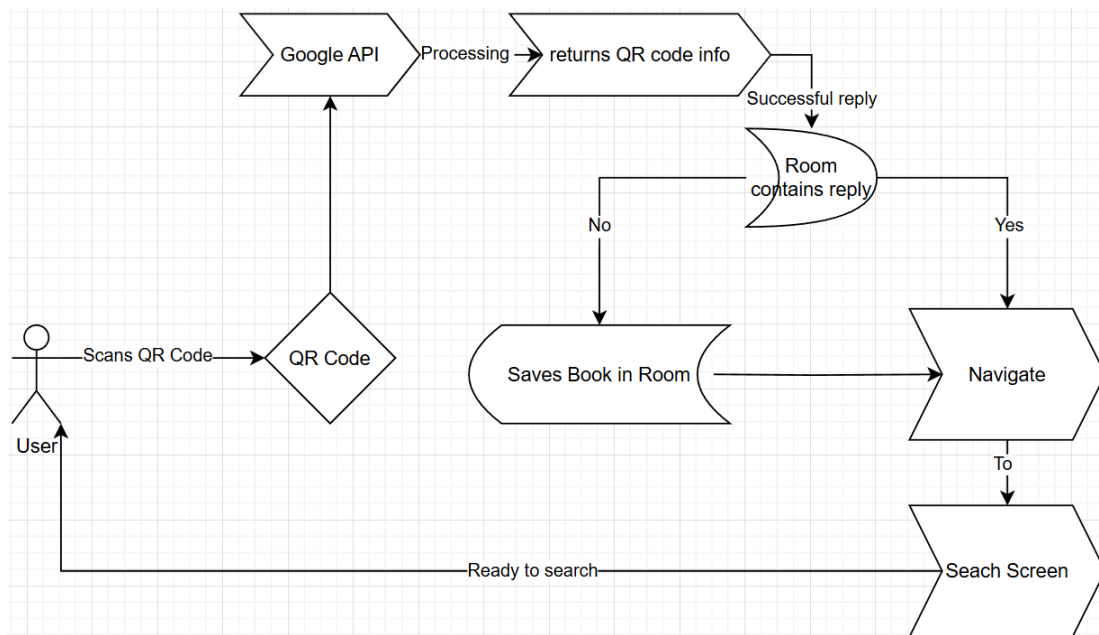 Google API
Processing
returns QR code info
Successful reply
Room
contains reply
No
Yes
Scans QR Code
QR Code
Saves Book in Room
Navigate
User
To
Ready to search
Seach Screen